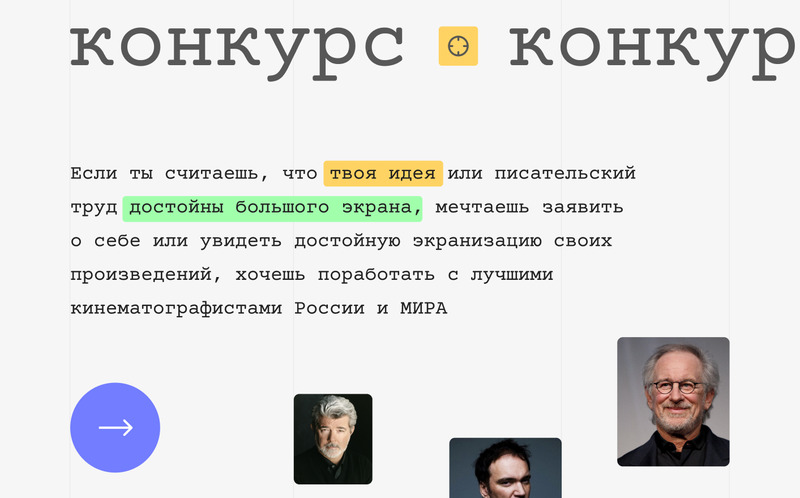 конкурс конкур
Если ты считаешь, что твоя идея или писательский
труд достойны большого экрана, мечтаешь заявить
о себе или увидеть достойную экранизацию своих
произведений, хочешь поработать с лучшими
кинематографистами России и МИРА